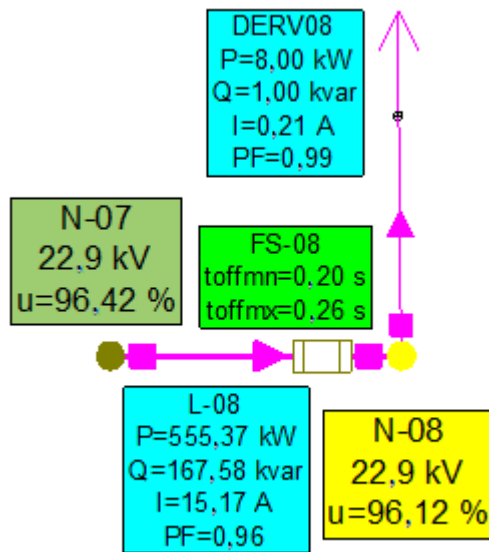 DERV08
P=8,00 kW
Q=1,00 kvar
I=0,21 A
PF=0,99
N-07
22,9 kV
u=96,42 %
FS-08
toffmn=0,20 s
toffmx=0,26 s
L-08
P=555,37 kW
Q=167,58 kvar
I=15,17 A
PF=0,96
N-08
22,9 kV
u=96,12 %